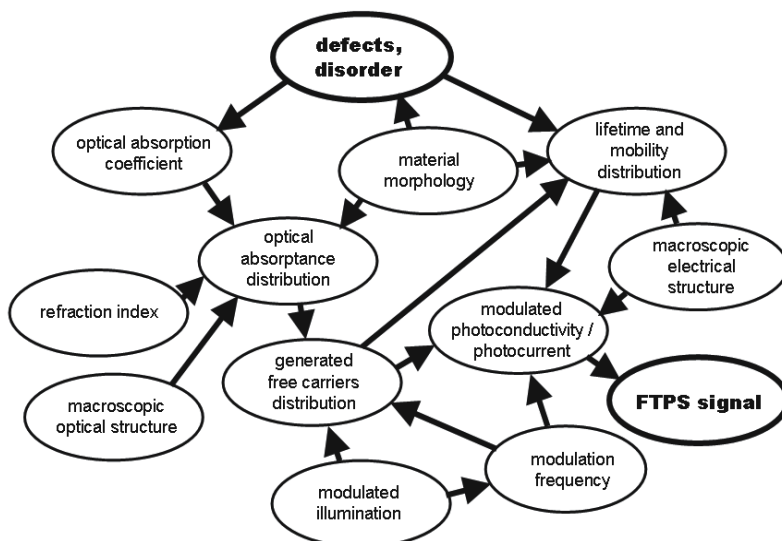 defects,
disorder
optical absorption
coefficient
material
morphology
lifetime and
mobility
distribution
optical
absorptance
distribution
macroscopic
electrical
structure
refraction index
modulated
photoconductivity /
photocurrent
generated
free carriers
distribution
macroscopic
optical structure
FTPS signal
modulation
frequency
modulated
illumination